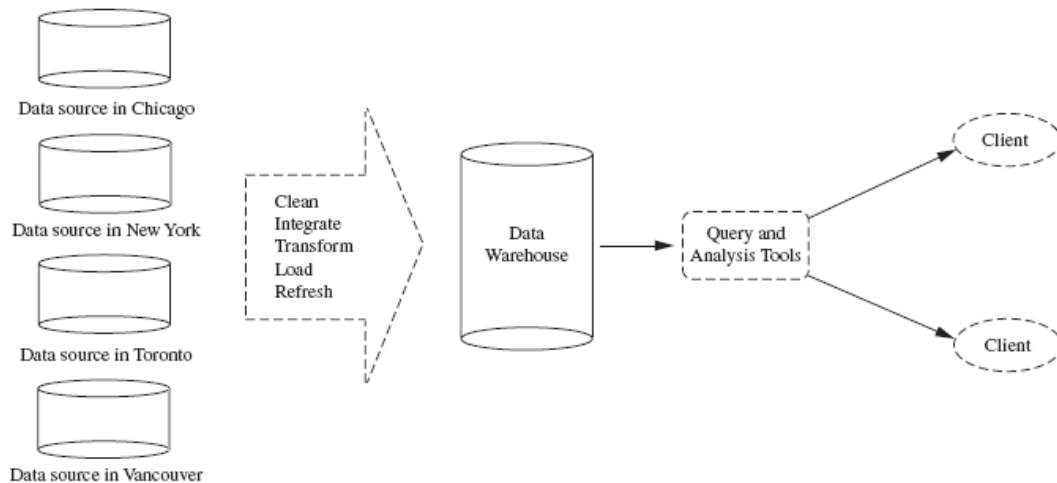 Data source in Chicago
Data source in New York
Data source in Toronto
Data source in Vancouver
Clean
Integrate
Transform
Load
Refresh
Data
Warehouse
Query and
Analysis Tools
Client
Client